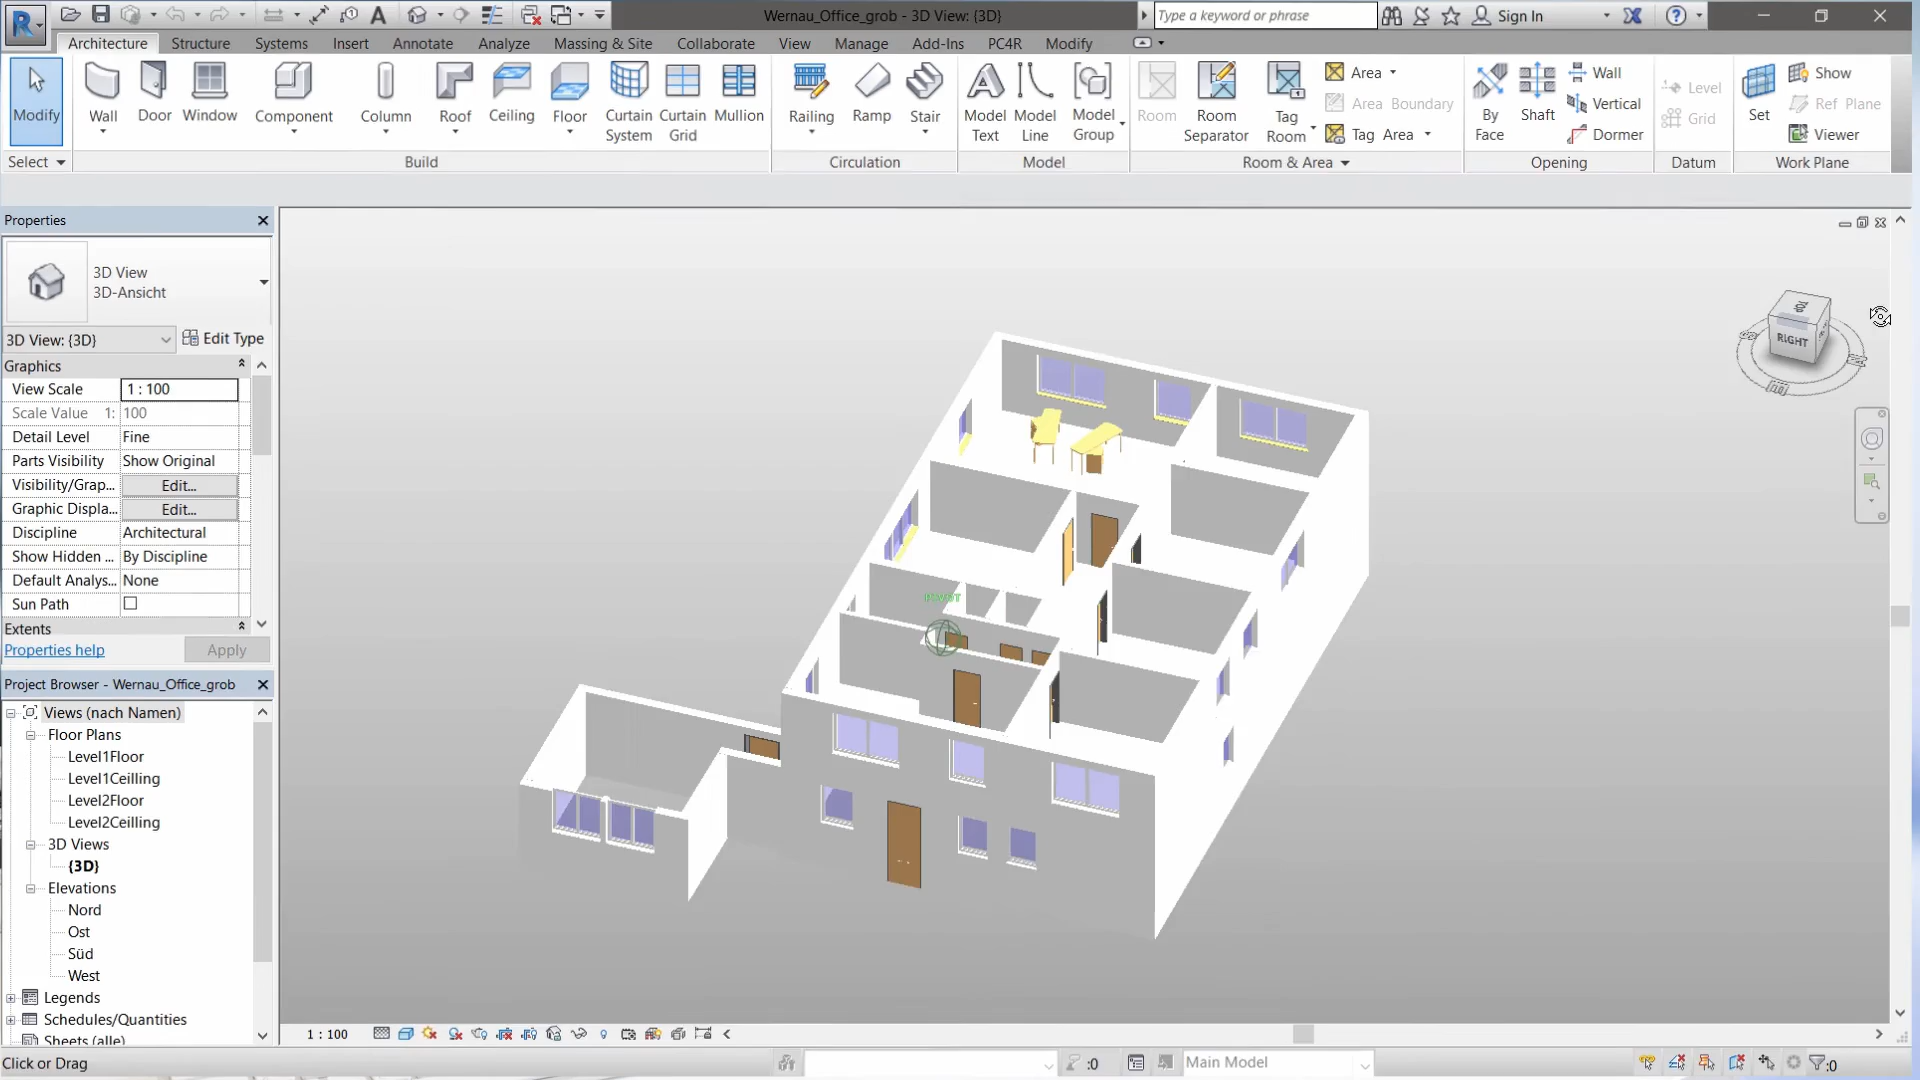 Wernau_Office_grob - 3D View: {3D}
Type a keyword or phrase
Sign In
Architecture Structure Systems Insert Annotate Analyze Massing & Site Collaborate View Manage Add-Ins PC4R Modify
Modify
Wall
Door
Window
Component
Column
Roof
Ceiling
Floor
Curtain System
Curtain Grid
Mullion
Railing
Ramp
Stair
Model Text
Model Line
Model Group
Room
Room Separator
Tag Room
Area
Area Boundary
Tag Area
By Face
Shaft
Wall
Vertical
Dormer
Level
Grid
Set
Show
Ref Plane
Viewer
Select
Build
Circulation
Model
Room & Area
Opening
Datum
Work Plane
Properties
3D View
3D-Ansicht
3D View: {3D}
Edit Type
Graphics
View Scale 1 : 100
Scale Value 1: 100
Detail Level Fine
Parts Visibility Show Original
Visibility/Grap... Edit...
Graphic Displa... Edit...
Discipline Architectural
Show Hidden ... By Discipline
Default Analys... None
Sun Path
Extents
Properties help
Apply
Project Browser - Wernau_Office_grob
Views (nach Namen)
Floor Plans
Level1Floor
Level1Ceilling
Level2Floor
Level2Ceilling
3D Views
{3D}
Elevations
Nord
Ost
Süd
West
Legends
Schedules/Quantities
Sheets (alle)
PIVOT
RIGHT
1 : 100
Click or Drag
:0
Main Model
:0